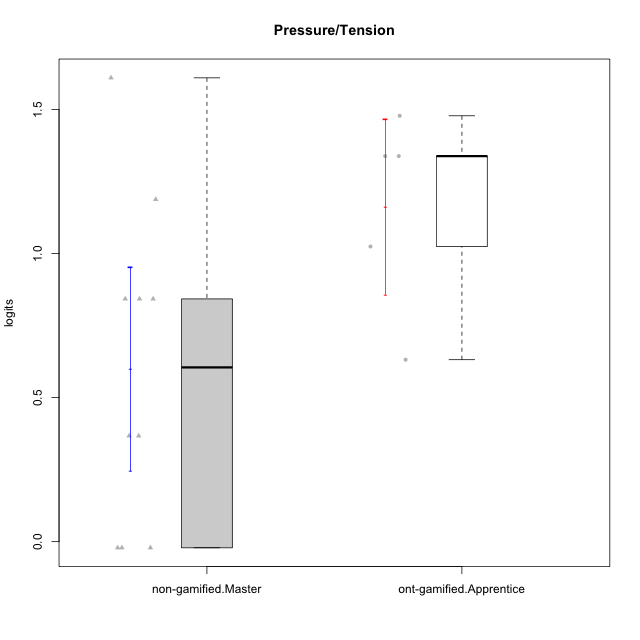 Pressure/Tension
logits
1.5
1.0
0.5
0.0
non-gamified.Master
ont-gamified.Apprentice